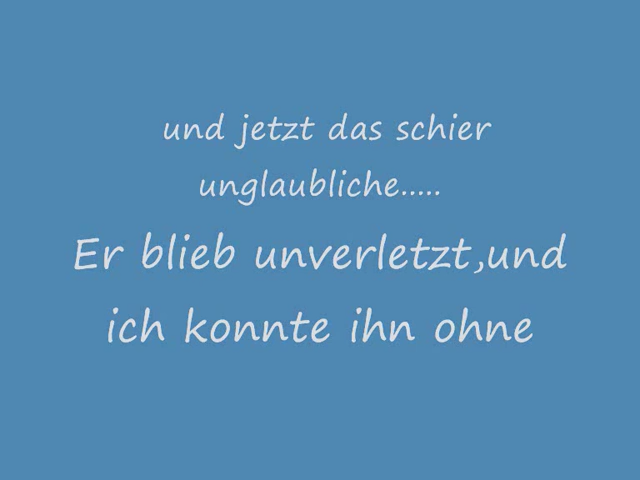 und jetzt das schier
unglaubliche.....
Er blieb unverletzt,und
ich konnte ihn ohne